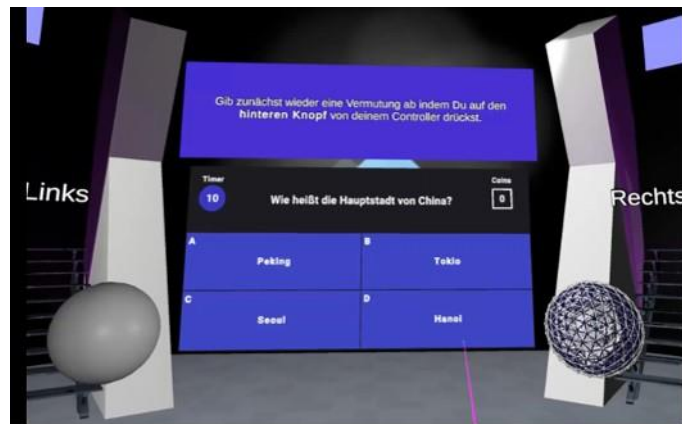 Gib zunächst wieder eine Vermutung ab indem Du auf den
hinteren Knopf von deinem Controller drückst.
Links
Rechts
Timer
10
Wie heißt die Hauptstadt von China?
Coins
0
A
Peking
B
Tokio
C
Seoul
D
Hanoi